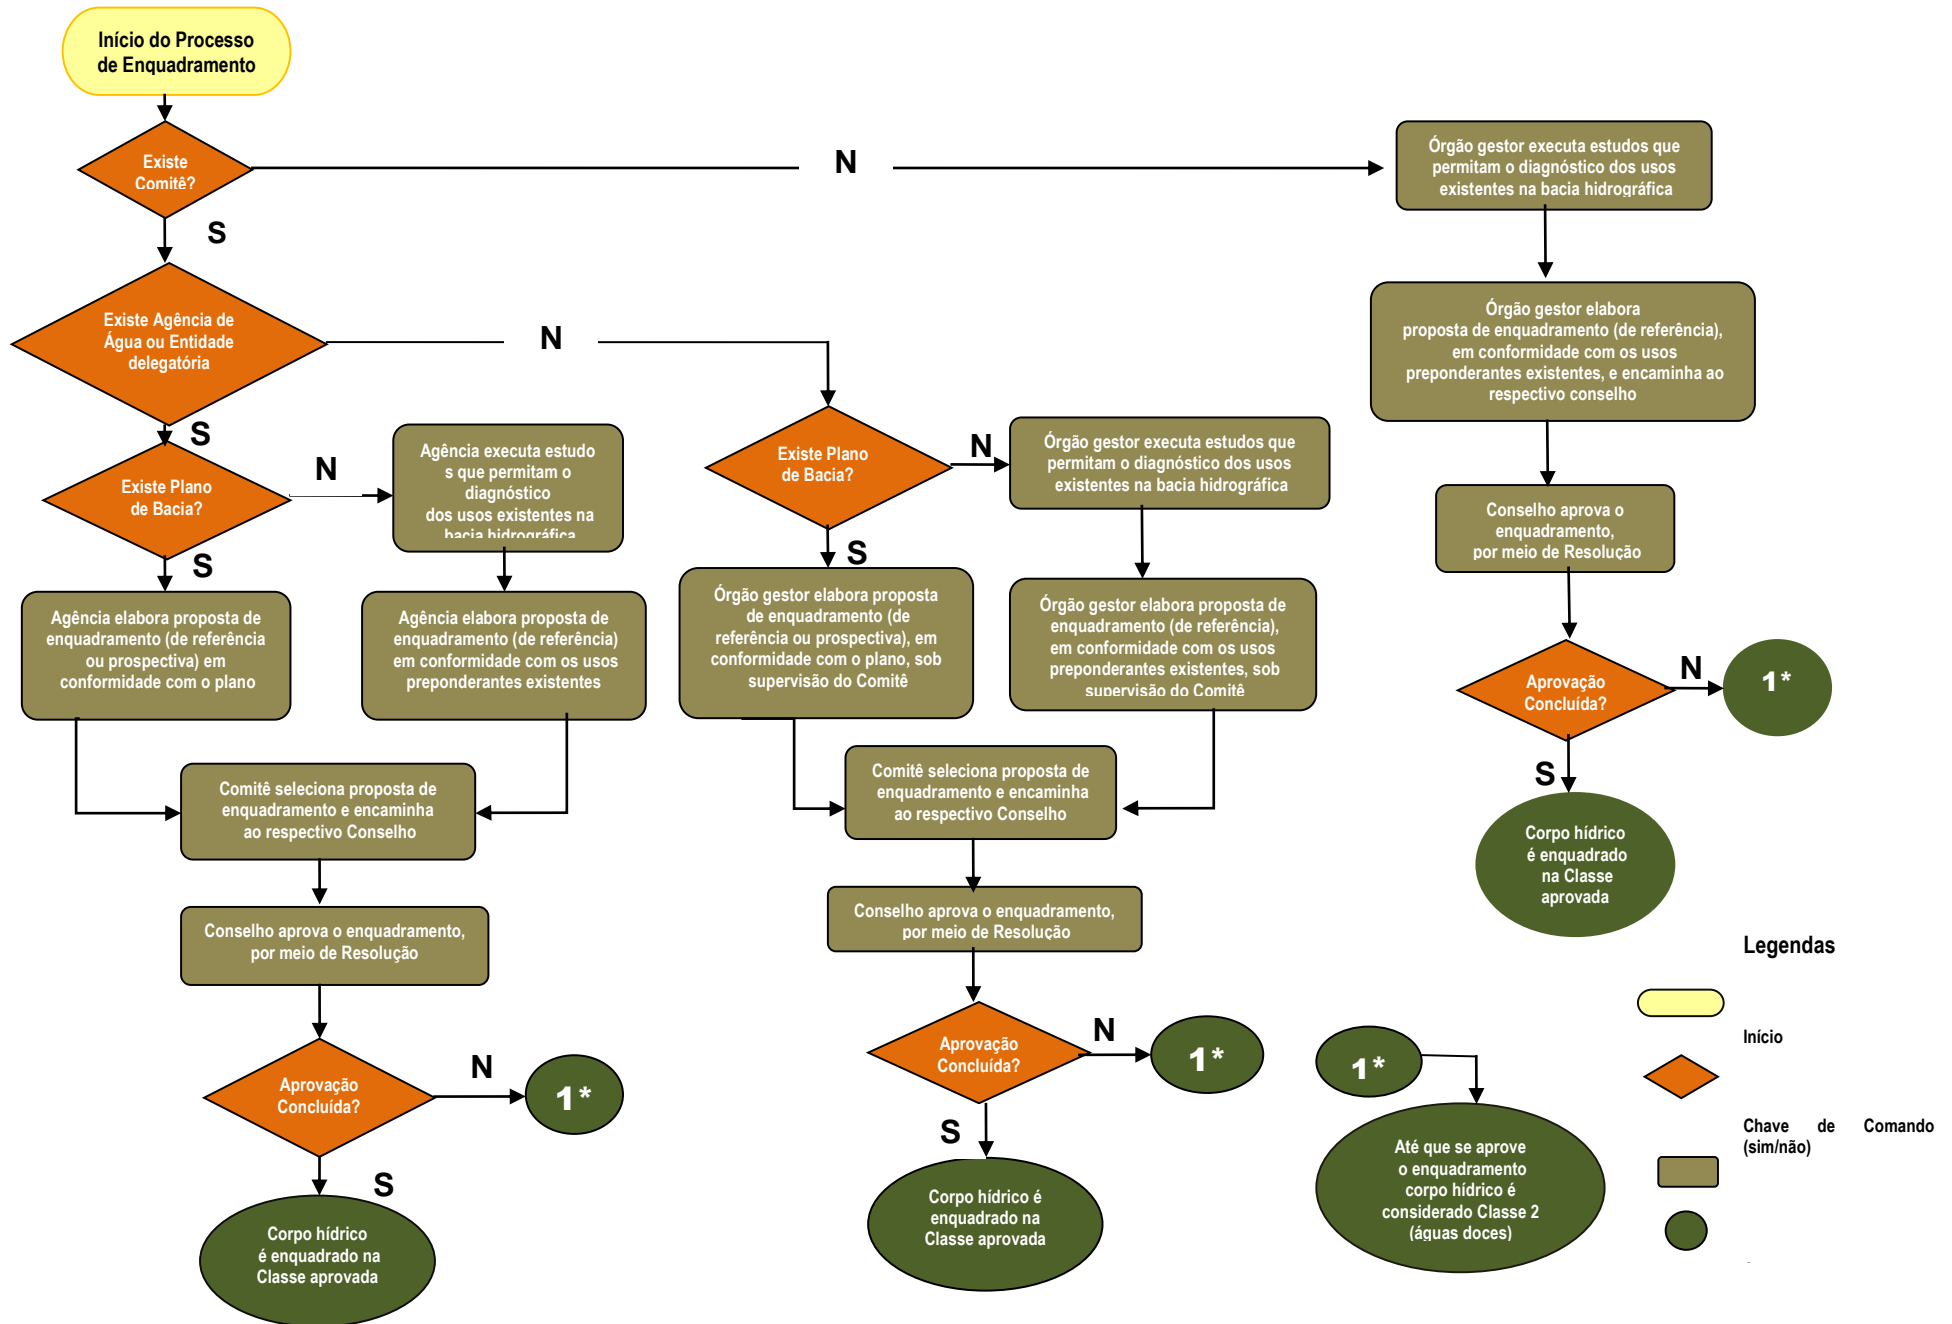 Início do Processo
de Enquadramento
Existe
Comitê?
N
S
Órgão gestor executa estudos que
permitam o diagnóstico dos usos
existentes na bacia hidrográfica
Existe Agência de
Água ou Entidade
delegatória
N
S
Órgão gestor elabora
proposta de enquadramento (de referência),
em conformidade com os usos
preponderantes existentes, e encaminha ao
respectivo conselho
Existe Plano
de Bacia?
N
S
Agência executa estudo
s que permitam o
diagnóstico
dos usos existentes na
bacia hidrográfica
Existe Plano
de Bacia?
N
S
Órgão gestor executa estudos que
permitam o diagnóstico dos usos
existentes na bacia hidrográfica
Conselho aprova o
enquadramento,
por meio de Resolução
Agência elabora proposta de
enquadramento (de referência
ou prospectiva) em
conformidade com o plano
Agência elabora proposta de
enquadramento (de referência)
em conformidade com os usos
preponderantes existentes
Órgão gestor elabora proposta
de enquadramento (de
referência ou prospectiva), em
conformidade com o plano, sob
supervisão do Comitê
Órgão gestor elabora proposta de
enquadramento (de referência),
em conformidade com os usos
preponderantes existentes, sob
supervisão do Comitê
Aprovação
Concluída?
N
1*
S
Corpo hídrico
é enquadrado
na Classe
aprovada
Comitê seleciona proposta de
enquadramento e encaminha
ao respectivo Conselho
Comitê seleciona proposta de
enquadramento e encaminha
ao respectivo Conselho
Conselho aprova o enquadramento,
por meio de Resolução
Conselho aprova o enquadramento,
por meio de Resolução
Aprovação
Concluída?
N
1*
S
Corpo hídrico
é enquadrado na
Classe aprovada
Aprovação
Concluída?
N
1*
S
Corpo hídrico é
enquadrado na
Classe aprovada
1*
Até que se aprove
o enquadramento
corpo hídrico é
considerado Classe 2
(águas doces)
Legendas
Início
Chave de Comando
(sim/não)